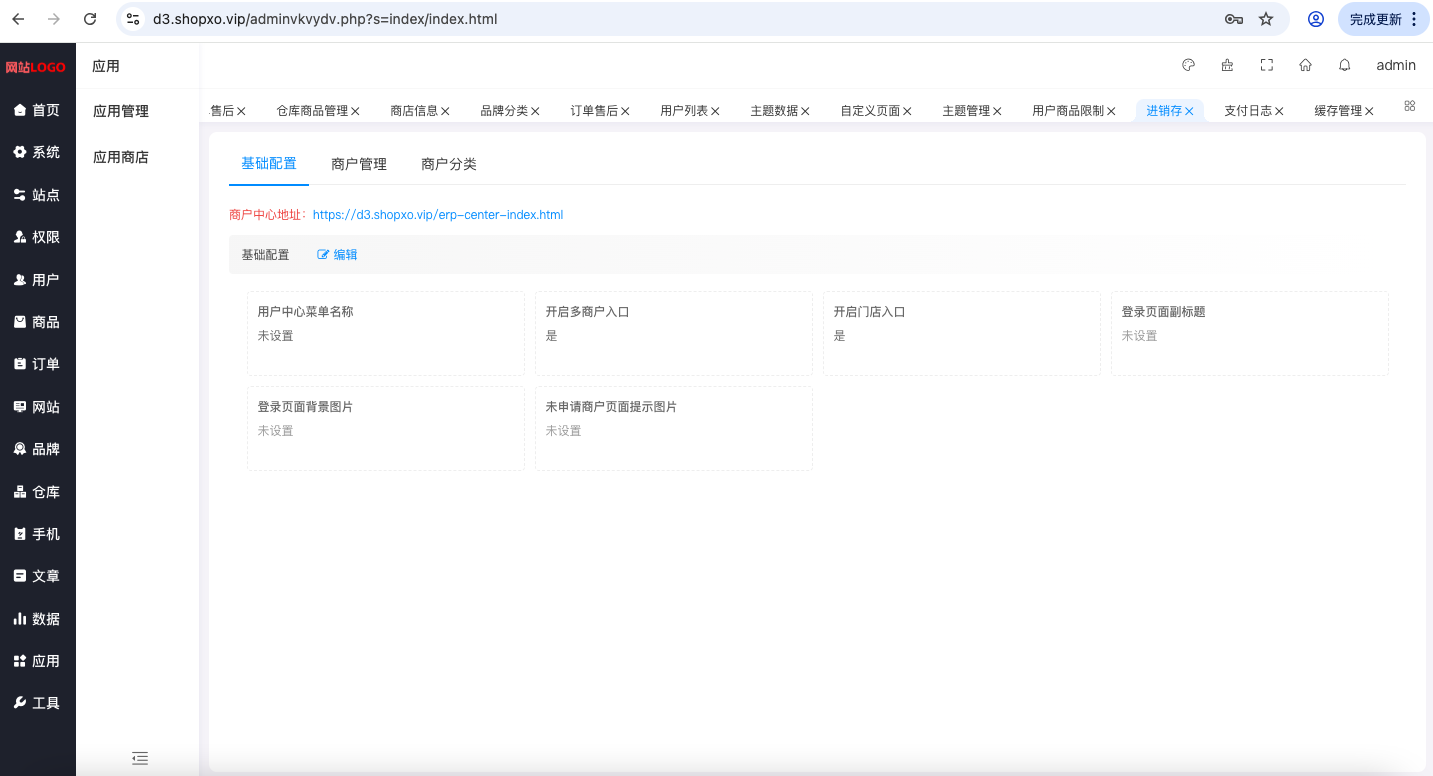 d3.shopxo.vip/adminvkvydv.php?s=index/index.html
完成更新
网站LOGO
首页
系统
站点
权限
用户
商品
订单
网站
品牌
仓库
手机
文章
数据
应用
工具
应用
应用管理
应用商店
admin
售后 仓库商品管理 商店信息 品牌分类 订单售后 用户列表 主题数据 自定义页面 主题管理 用户商品限制 进销存 支付日志 缓存管理
基础配置 商户管理 商户分类
商户中心地址：https://d3.shopxo.vip/erp-center-index.html
基础配置 编辑
用户中心菜单名称
未设置
开启多商户入口
是
开启门店入口
是
登录页面副标题
未设置
登录页面背景图片
未设置
未申请商户页面提示图片
未设置